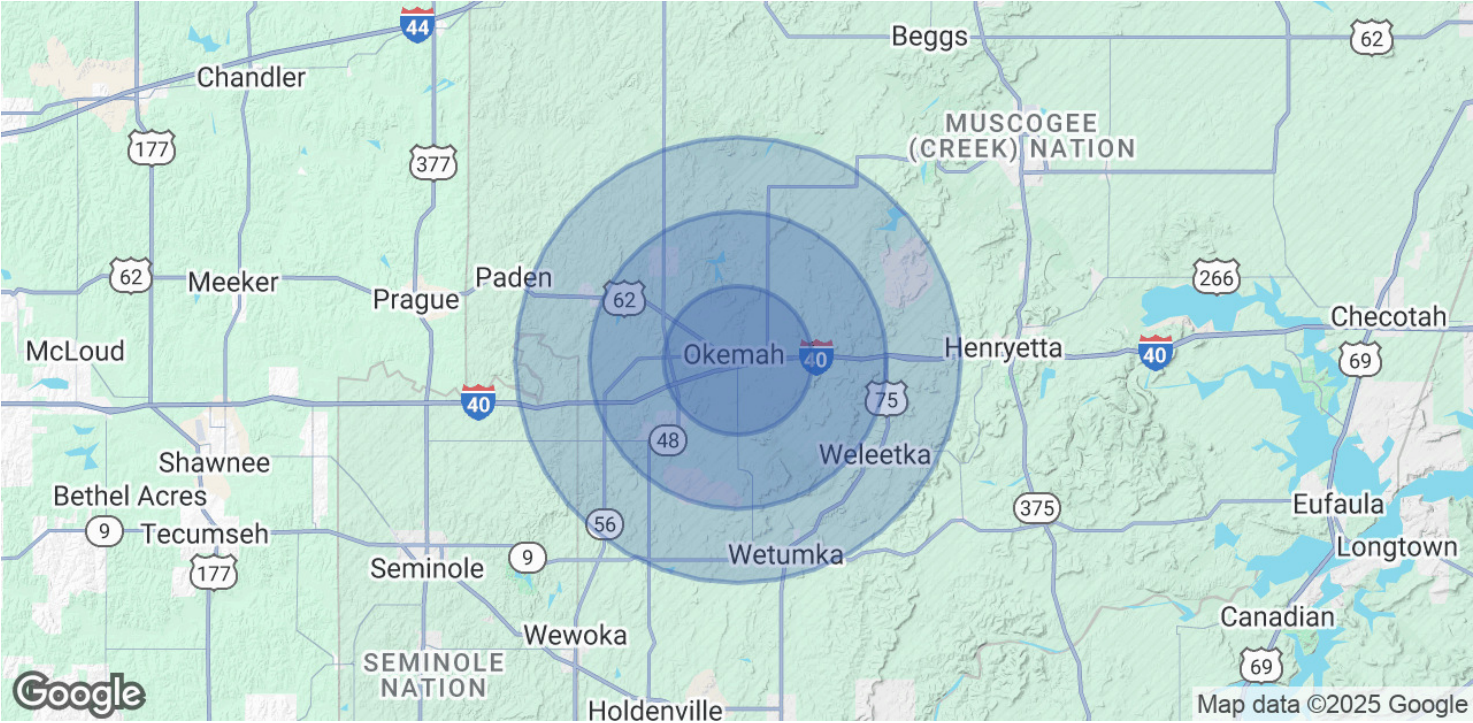 44
Beggs
62
Chandler
MUSCOGEE
(CREEK) NATION
177
377
62
Meeker
Paden
Prague
62
266
Checotah
McLoud
Okemah
40
Henryetta
40
69
40
75
48
Weleetka
Shawnee
Bethel Acres
9
Tecumseh
56
375
Eufaula
Longtown
9
Wetumka
177
Seminole
Canadian
Wewoka
SEMINOLE
NATION
69
Google
Holdenville
Map data ©2025 Google